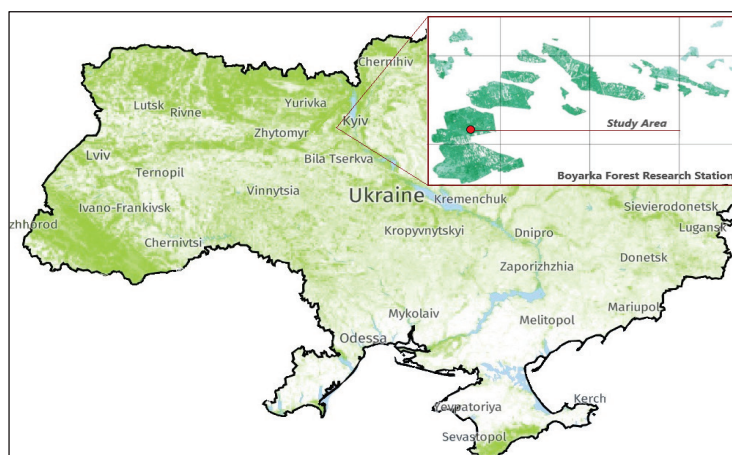 Chernihiv
Lutsk
Rivne
Yurivka
Kyiv
Zhytomyr
Study Area
Lviv
Ternopil
Bila Tserkva
Boyarka Forest Research Station
Vinnytsia
Ukraine
Kremenchuk
zhhorod
Ivano-Frankivsk
Sievierodonetsk
Chernivtsi
Kropyvnytskyi
Dnipro
Lugansk
Zaporizhzhia
Donetsk
Mykolaiv
Melitopol
Mariupol
Odessa
Yevpatoriya
Kerch
Sevastopol